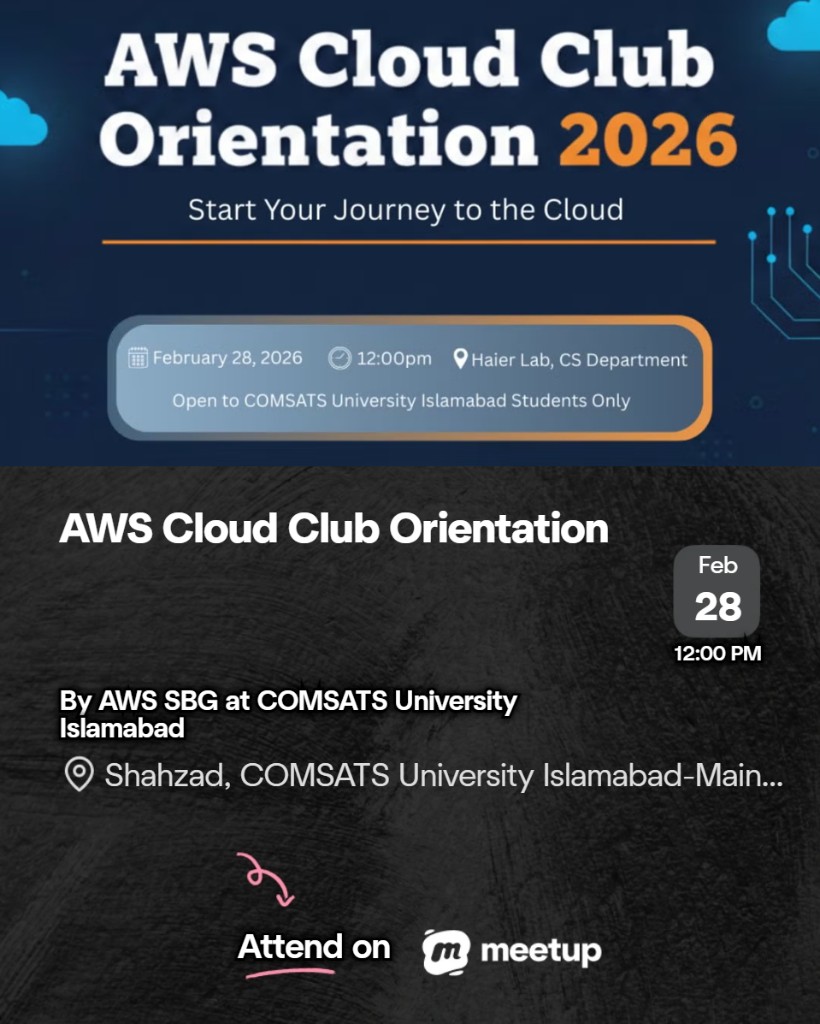 AWS Cloud Club
Orientation 2026
Start Your Journey to the Cloud
February 28, 2026 12:00pm Haier Lab, CS Department
Open to COMSATS University Islamabad Students Only
AWS Cloud Club Orientation
Feb
28
12:00 PM
By AWS SBG at COMSATS University
Islamabad
Shahzad, COMSATS University Islamabad-Main...
Attend on m meetup